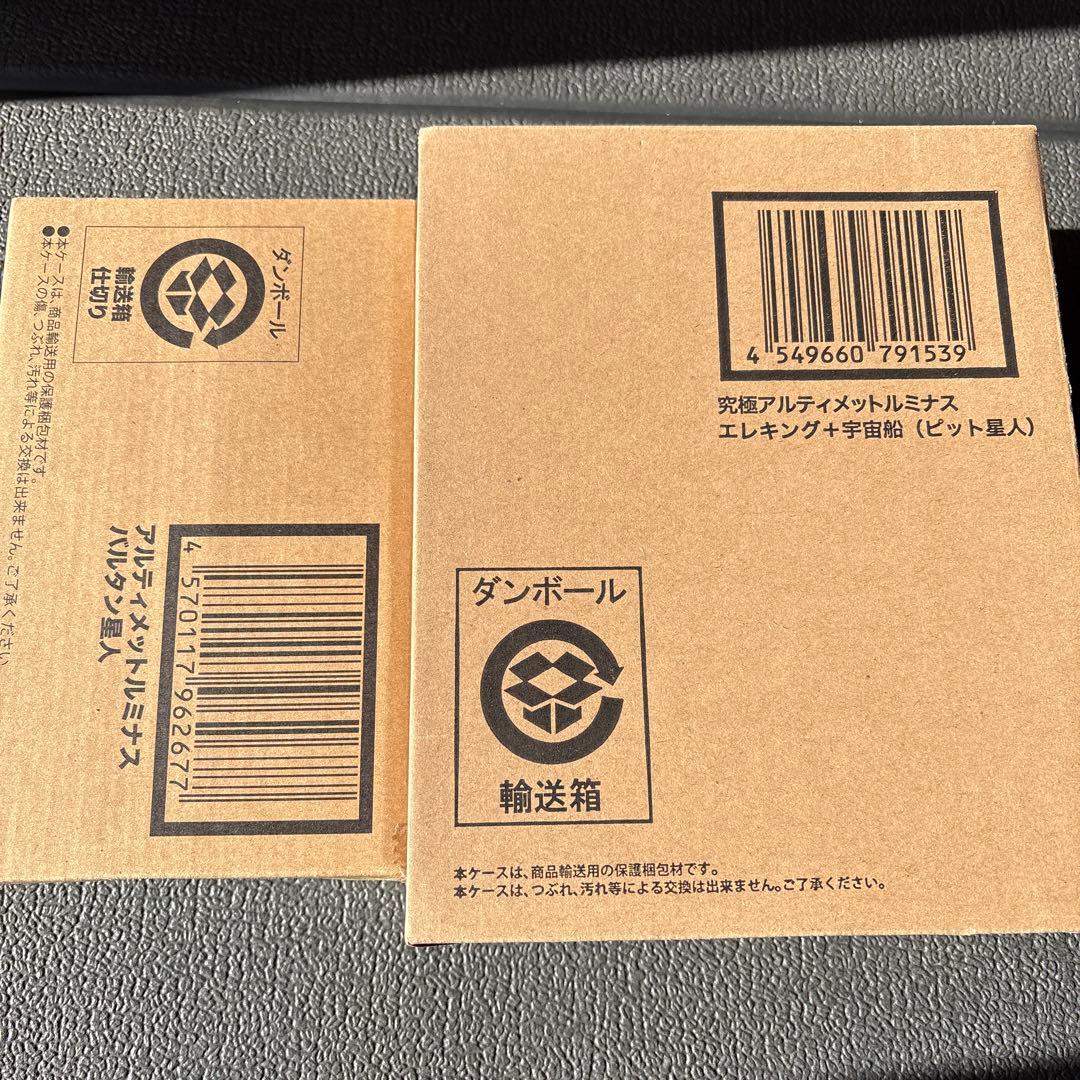 ダンボール
輸送箱
仕切り
●本ケースは、商品輸送用の保護梱包材です。
●本ケースの傷、つぶれ、汚れ等による交換は出来ません。ご了承ください
4 570117 962677
アルティメットルミナス
バルタン星人
4 549660 791539
究極アルティメットルミナス
エレキング＋宇宙船（ピット星人）
ダンボール
輸送箱
本ケースは、商品輸送用の保護梱包材です。
本ケースは、つぶれ、汚れ等による交換は出来ません。ご了承ください。